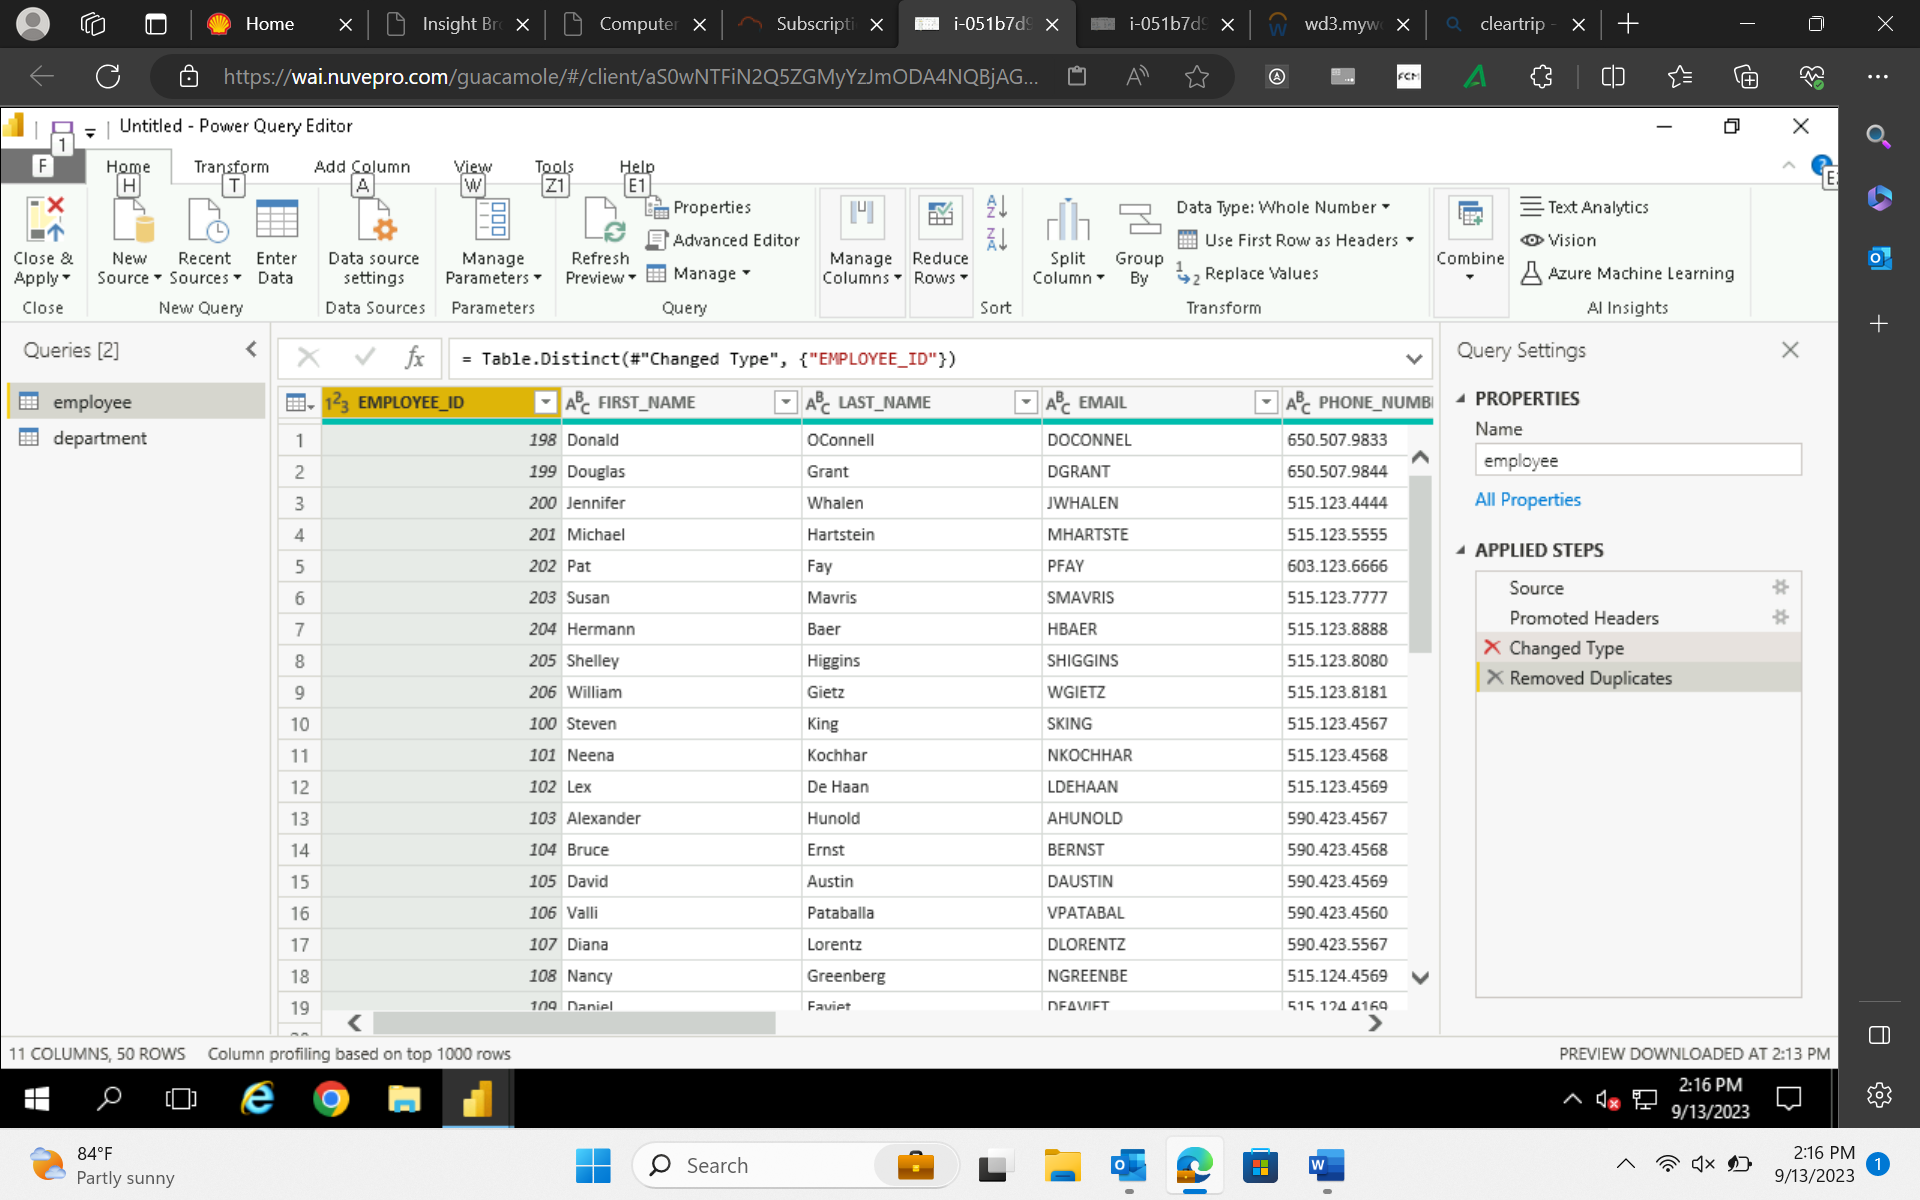 Home
Insight Br
Computer
Subscripti
i-051b7d9
i-051b7d9
wd3.myw
cleartrip -
https://wai.nuvepro.com/guacamole/#/client/aS0wNTFiN2Q5ZGMyYzJmODA4NQBjAG...
Untitled - Power Query Editor
1
F
Home
Transform
Add Column
View
Tools
Help
H
T
A
W
Z1
E1
Close & Apply
New Source
Recent Sources
Enter Data
Data source settings
Manage Parameters
Refresh Preview
Properties
Advanced Editor
Manage
Manage Columns
Reduce Rows
Split Column
Group By
Data Type: Whole Number
Use First Row as Headers
Replace Values
Combine
Text Analytics
Vision
Azure Machine Learning
Close
New Query
Data Sources
Parameters
Query
Sort
Transform
AI Insights
Queries [2]
employee
department
fx
= Table.Distinct(#"Changed Type", {"EMPLOYEE_ID"})
EMPLOYEE_ID FIRST_NAME LAST_NAME EMAIL PHONE_NUMB
1 198 Donald OConnell DOCONNEL 650.507.9833
2 199 Douglas Grant DGRANT 650.507.9844
3 200 Jennifer Whalen JWHALEN 515.123.4444
4 201 Michael Hartstein MHARTSTE 515.123.5555
5 202 Pat Fay PFAY 603.123.6666
6 203 Susan Mavris SMAVRIS 515.123.7777
7 204 Hermann Baer HBAER 515.123.8888
8 205 Shelley Higgins SHIGGINS 515.123.8080
9 206 William Gietz WGIETZ 515.123.8181
10 100 Steven King SKING 515.123.4567
11 101 Neena Kochhar NKOCHHAR 515.123.4568
12 102 Lex De Haan LDEHAAN 515.123.4569
13 103 Alexander Hunold AHUNOLD 590.423.4567
14 104 Bruce Ernst BERNST 590.423.4568
15 105 David Austin DAUSTIN 590.423.4569
16 106 Valli Pataballa VPATABAL 590.423.4560
17 107 Diana Lorentz DLORENTZ 590.423.5567
18 108 Nancy Greenberg NGREENBE 515.124.4569
19 109 Daniel Faviet DFAVIET 515.124.4169
Query Settings
PROPERTIES
Name
employee
All Properties
APPLIED STEPS
Source
Promoted Headers
Changed Type
Removed Duplicates
11 COLUMNS, 50 ROWS
Column profiling based on top 1000 rows
PREVIEW DOWNLOADED AT 2:13 PM
2:16 PM
9/13/2023
84°F
Partly sunny
Search
2:16 PM
9/13/2023
1